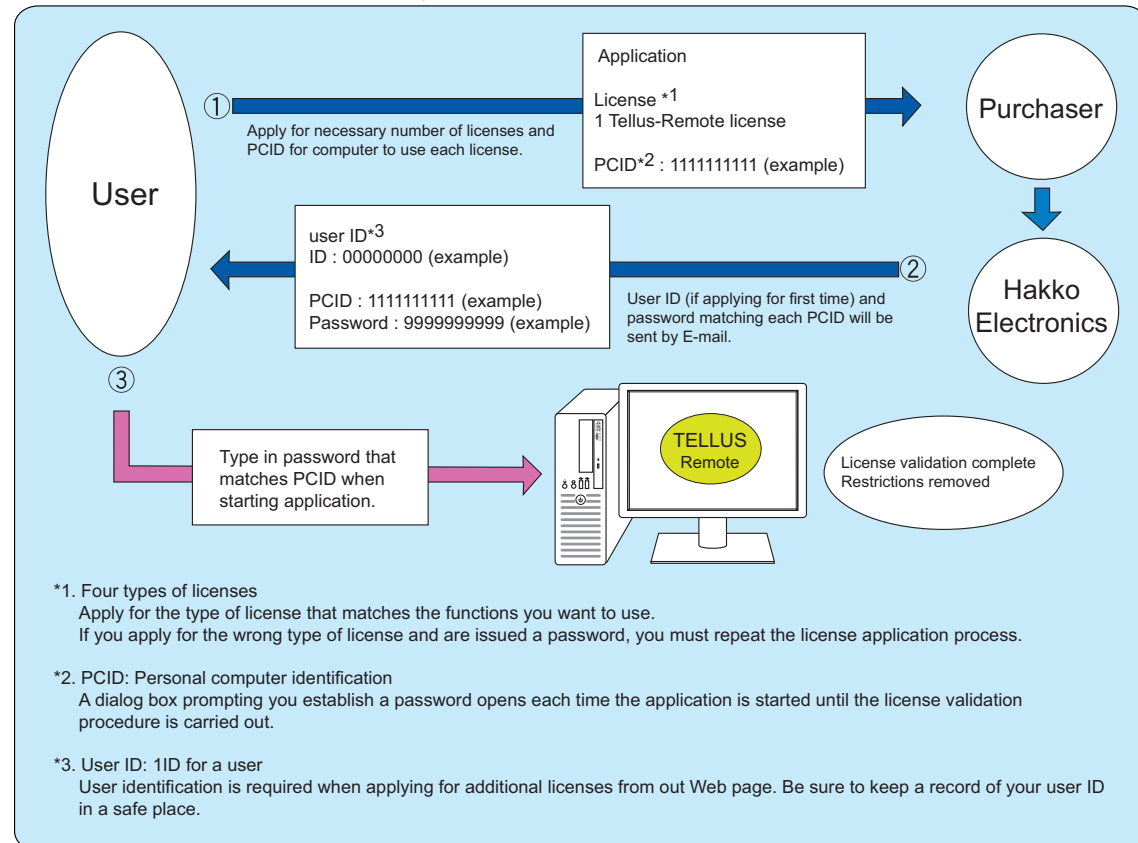 User
①
Apply for necessary number of licenses and
PCID for computer to use each license.
Application
License *1
1 Tellus-Remote license
PCID*2 : 1111111111 (example)
Purchaser
user ID*3
ID : 00000000 (example)
PCID : 1111111111 (example)
Password : 9999999999 (example)
②
User ID (if applying for first time) and
password matching each PCID will be
sent by E-mail.
Hakko
Electronics
③
Type in password that
matches PCID when
starting application.
TELLUS
Remote
License validation complete
Restrictions removed
*1. Four types of licenses
Apply for the type of license that matches the functions you want to use.
If you apply for the wrong type of license and are issued a password, you must repeat the license application process.
*2. PCID: Personal computer identification
A dialog box prompting you establish a password opens each time the application is started until the license validation
procedure is carried out.
*3. User ID: 1ID for a user
User identification is required when applying for additional licenses from out Web page. Be sure to keep a record of your user ID
in a safe place.